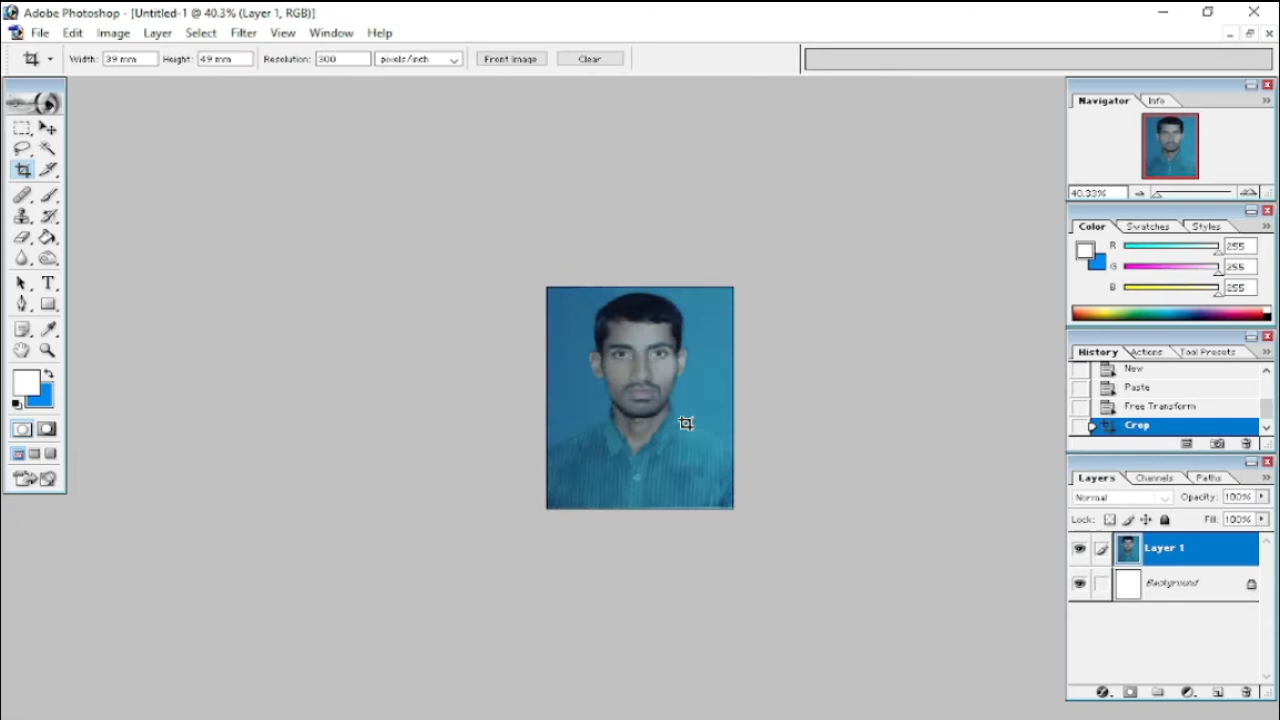 Adobe Photoshop - [Untitled-1 @ 40.3% (Layer 1, RGB)]
File Edit Image Layer Select Filter View Window Help
Width: 39 mm Height: 49 mm Resolution: 300 pixels/inch Front Image Clear
Navigator Info
40.33%
Color Swatches Styles
R 255
G 255
B 255
History Actions Tool Presets
New
Paste
Free Transform
Crop
Layers Channels Paths
Normal Opacity: 100%
Lock: Fill: 100%
Layer 1
Background